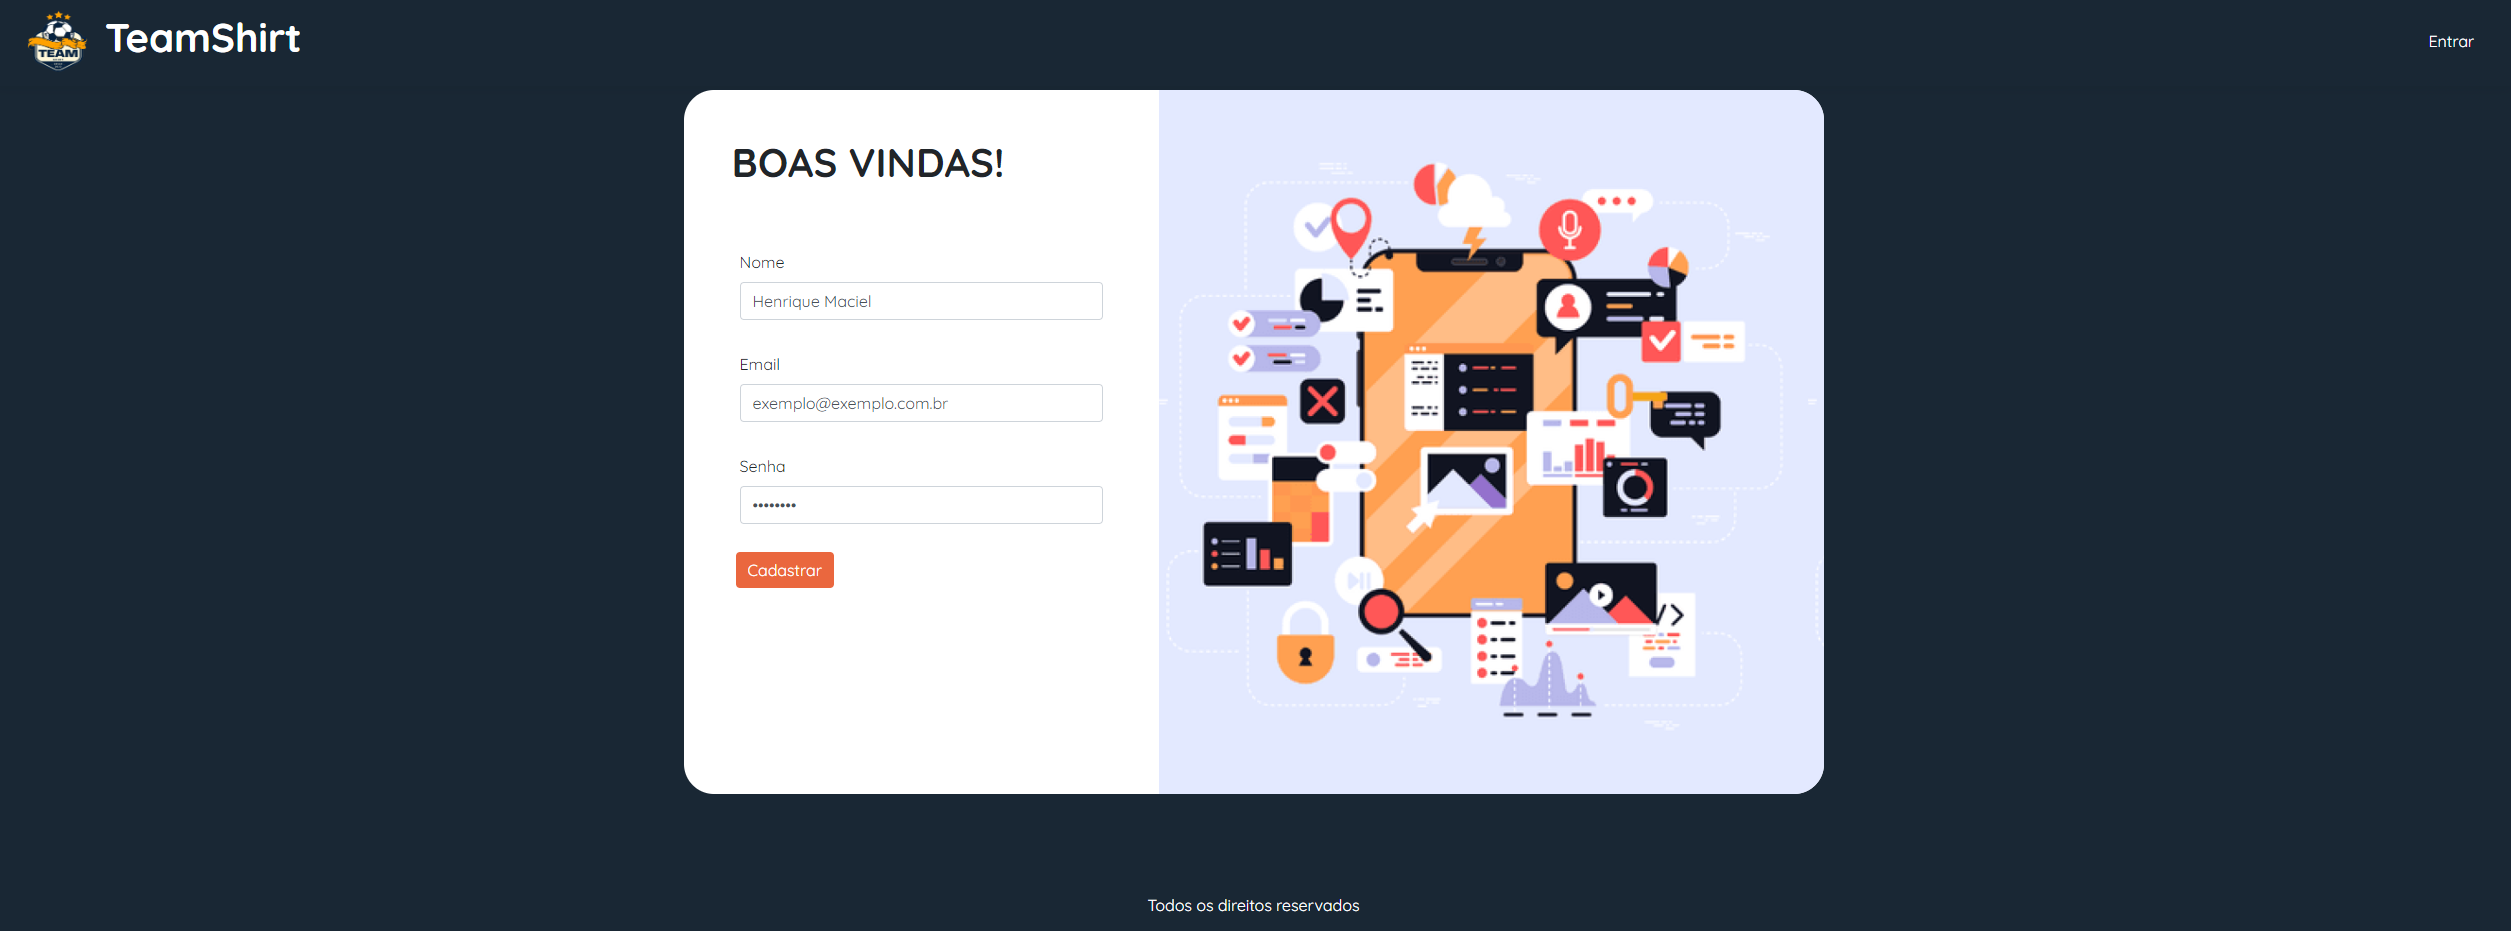 TEAM
TeamShirt
Entrar
BOAS VINDAS!
Nome
Henrique Maciel
Email
exemplo@exemplo.com.br
Senha
••••••••
Cadastrar
Todos os direitos reservados